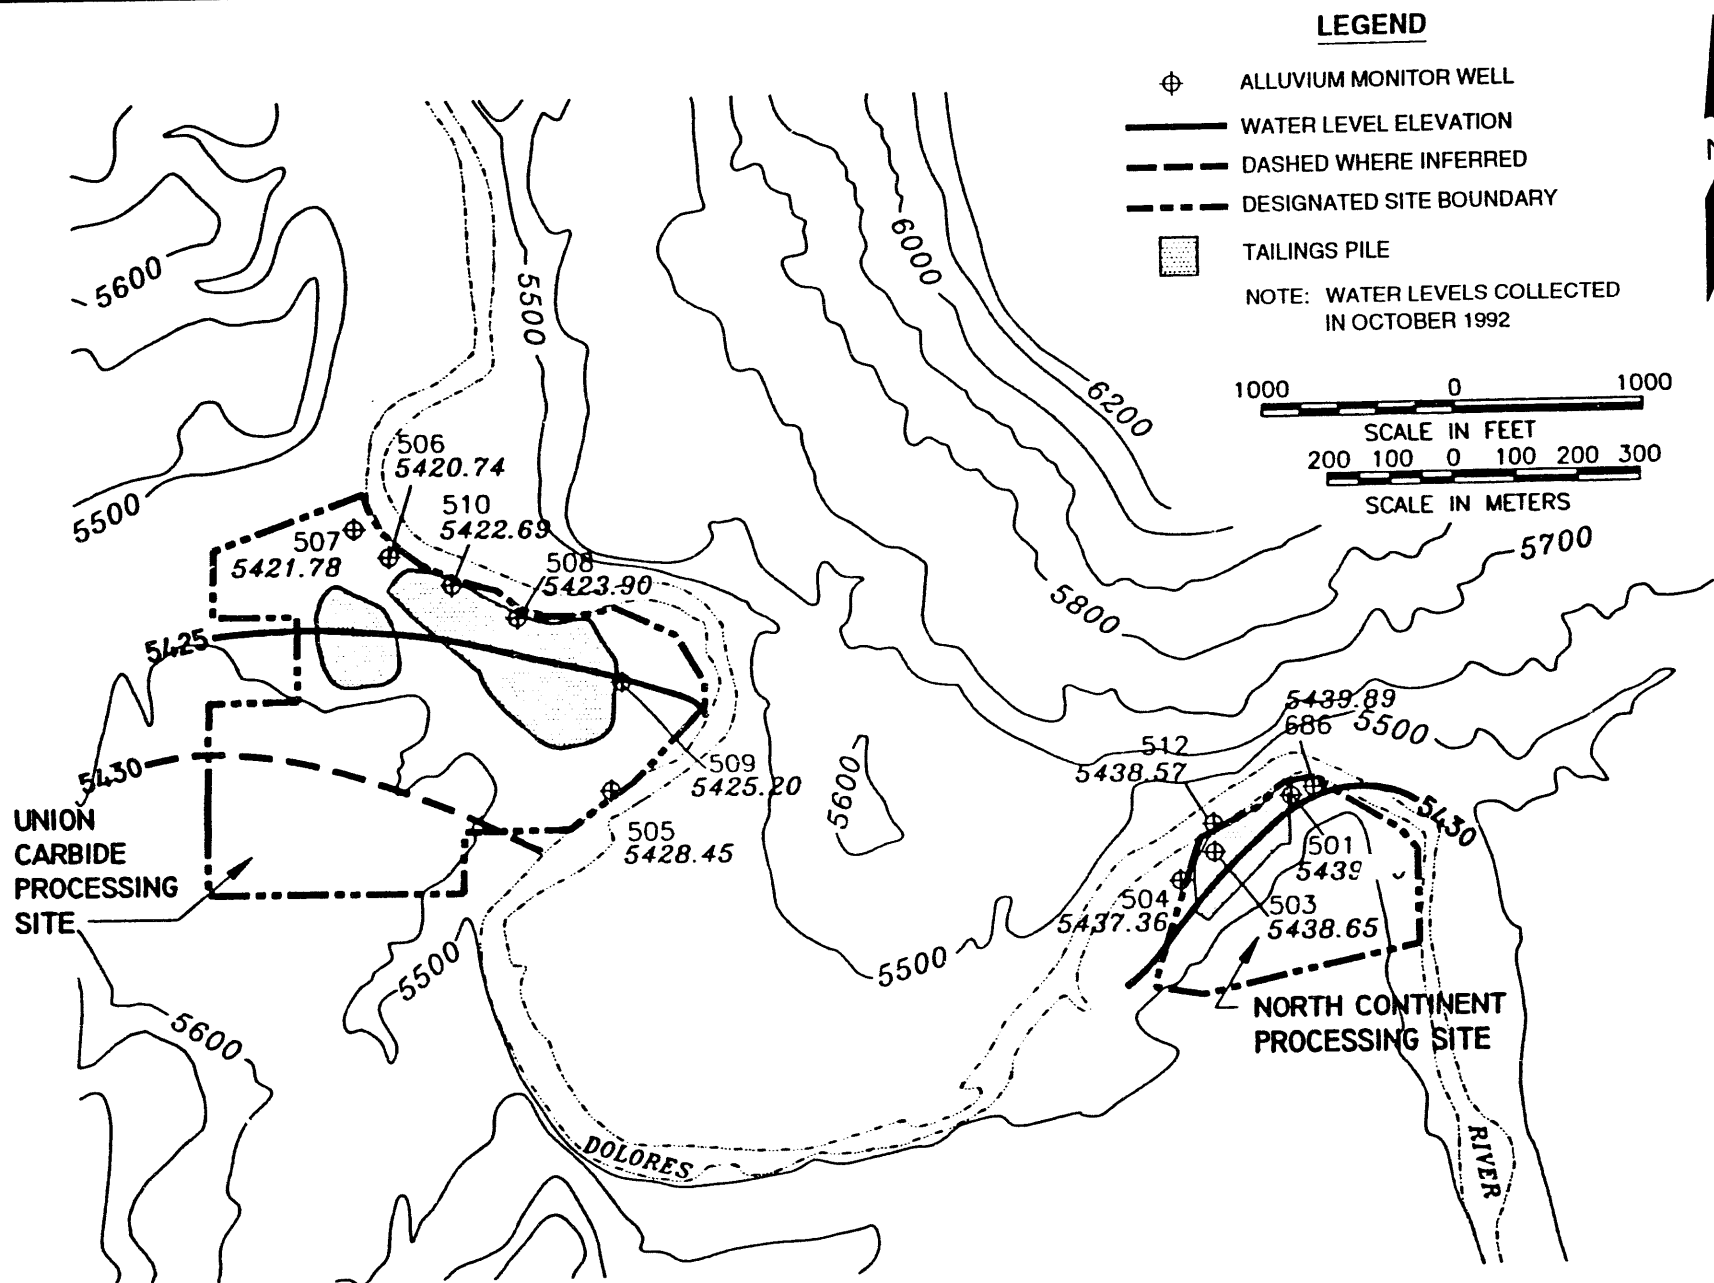 LEGEND
ALLUVIUM MONITOR WELL
WATER LEVEL ELEVATION
DASHED WHERE INFERRED
DESIGNATED SITE BOUNDARY
TAILINGS PILE
NOTE: WATER LEVELS COLLECTED
IN OCTOBER 1992
1000 0 1000
SCALE IN FEET
200 100 0 100 200 300
SCALE IN METERS
5600
5500
6000
6200
5500
506
5420.74
510
5422.69
507
5421.78
508
5423.90
5700
5800
5425
5430
509
5425.20
505
5428.45
5600
5439.89
686
5500
512
5438.57
5430
501
5439
504
5437.36
503
5438.65
UNION
CARBIDE
PROCESSING
SITE
5500
5500
5600
NORTH CONTINENT
PROCESSING SITE
DOLORES
RIVER